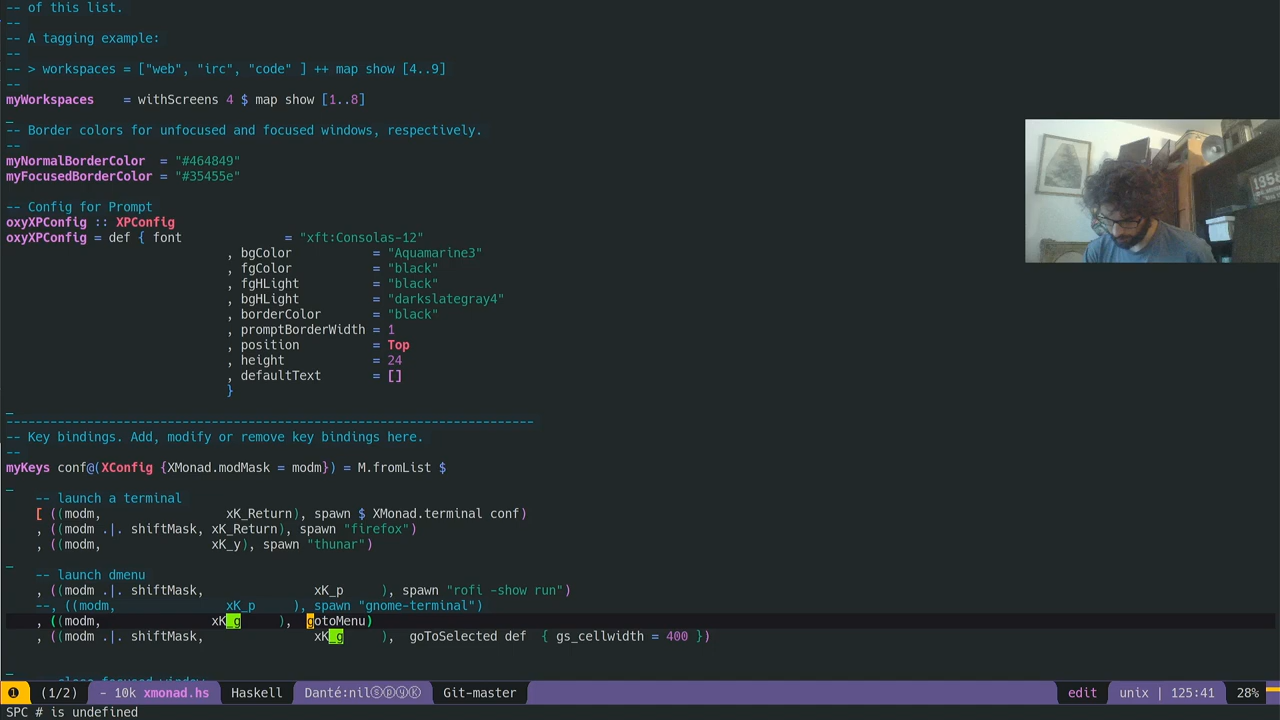 -- of this list.
--
-- A tagging example:
--
-- > workspaces = ["web", "irc", "code" ] ++ map show [4..9]
--
myWorkspaces    = withScreens 4 $ map show [1..8]
-- Border colors for unfocused and focused windows, respectively.
--
myNormalBorderColor  = "#464849"
myFocusedBorderColor = "#35455e"
-- Config for Prompt
oxyXPConfig :: XPConfig
oxyXPConfig = def { font              = "xft:Consolas-12"
, bgColor           = "Aquamarine3"
, fgColor           = "black"
, fgHLight          = "black"
, bgHLight          = "darkslategray4"
, borderColor       = "black"
, promptBorderWidth = 1
, position          = Top
, height            = 24
, defaultText       = []
}
------------------------------------------------------------------------
-- Key bindings. Add, modify or remove key bindings here.
--
myKeys conf@(XConfig {XMonad.modMask = modm}) = M.fromList $
-- launch a terminal
[ ((modm,                 xK_Return), spawn $ XMonad.terminal conf)
, ((modm .|. shiftMask, xK_Return), spawn "firefox")
, ((modm,               xK_y), spawn "thunar")
-- launch dmenu
, ((modm .|. shiftMask,               xK_p     ), spawn "rofi -show run")
--, ((modm,               xK_p     ), spawn "gnome-terminal")
, ((modm,               xK_g     ),  gotoMenu)
, ((modm .|. shiftMask,               xK_g     ),  goToSelected def  { gs_cellwidth = 400 })
❶ (1/2) - 10k xmonad.hs Haskell Danté:nilⓢⓟⓨⓀ Git-master edit unix | 125:41 28%
SPC # is undefined